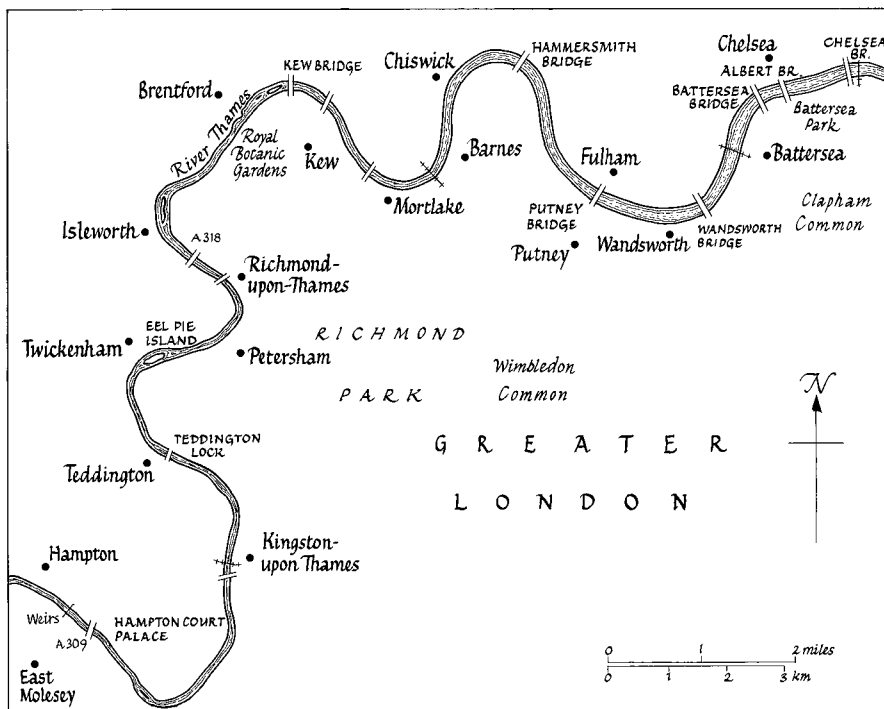 KEW BRIDGE
Chiswick
HAMMERSMITH
BRIDGE
Chelsea
CHELSEA
BR.
ALBERT BR.
BATTERSEA
BRIDGE
Battersea
Park
Brentford
River Thames
Royal
Botanic
Gardens
Kew
Barnes
Fulham
Battersea
Mortlake
Clapham
Common
PUTNEY
BRIDGE
WANDSWORTH
BRIDGE
Isleworth
A318
Putney
Wandsworth
Richmond-
upon-Thames
EEL PIE
ISLAND
Twickenham
Petersham
RICHMOND
PARK
Wimbledon
Common
N
GREATER
LONDON
TEDDINGTON
LOCK
Teddington
Hampton
Kingston-
upon Thames
Weirs
A309
HAMPTON COURT
PALACE
East
Molesey
0 1 2 miles
0 1 2 3 km